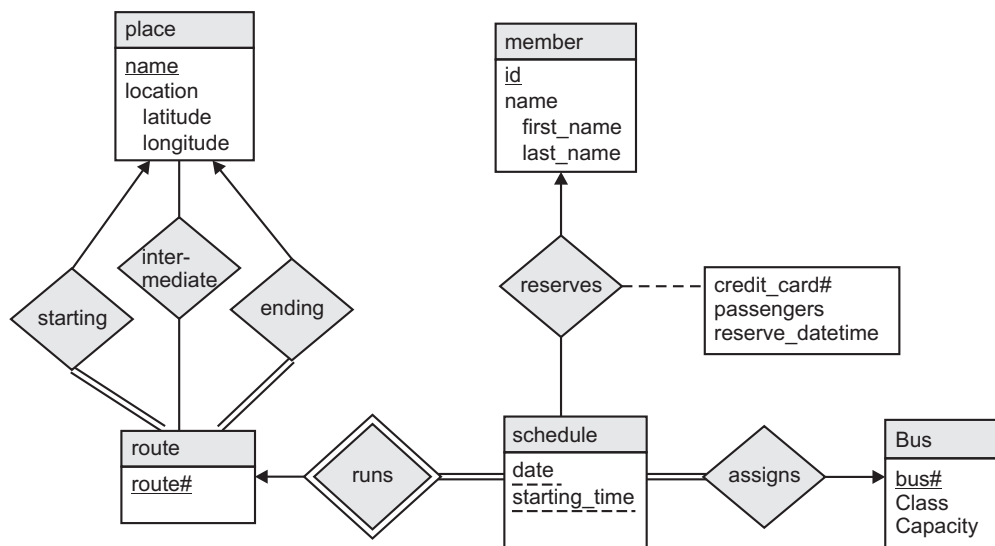 place
name
location
latitude
longitude
member
id
name
first_name
last_name
inter-
mediate
starting
ending
reserves
credit_card#
passengers
reserve_datetime
route
route#
runs
schedule
date
starting_time
assigns
Bus
bus#
Class
Capacity